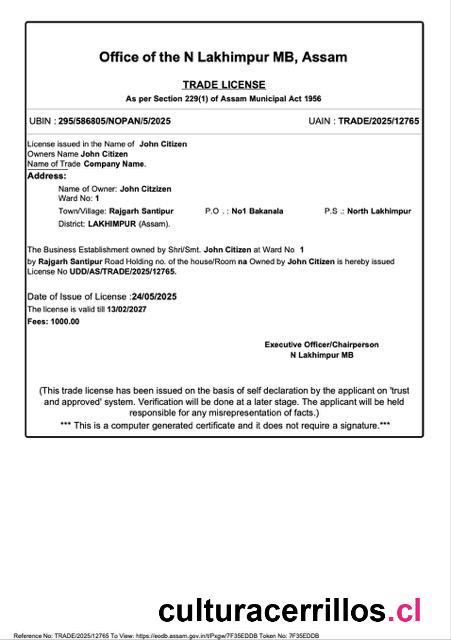 Office of the N Lakhimpur MB, Assam
TRADE LICENSE
As per Section 229(1) of Assam Municipal Act 1956
UBIN : 295/586805/NOPAN/5/2025 UAIN : TRADE/2025/12765
License issued in the Name of John Citizen
Owners Name John Citizen
Name of Trade Company Name.
Address:
Name of Owner: John Citzizen
Ward No: 1
Town/Village: Rajgarh Santipur P.O . : No1 Bakanala P.S .: North Lakhimpur
District: LAKHIMPUR (Assam).
The Business Establishment owned by Shri/Smt. John Citizen at Ward No 1
by Rajgarh Santipur Road Holding no. of the house/Room na Owned by John Citizen is hereby issued
License No UDD/AS/TRADE/2025/12765.
Date of Issue of License :24/05/2025
The license is valid till 13/02/2027
Fees: 1000.00
Executive Officer/Chairperson
N Lakhimpur MB
(This trade license has been issued on the basis of self declaration by the applicant on 'trust
and approved' system. Verification will be done at a later stage. The applicant will be held
responsible for any misrepresentation of facts.)
*** This is a computer generated certificate and it does not require a signature.***
culturacerrillos.cl
Reference No: TRADE/2025/12765 To View: https://eodb.assam.gov.in/t/Pxgw/7F35EDDB Token No: 7F35EDDB